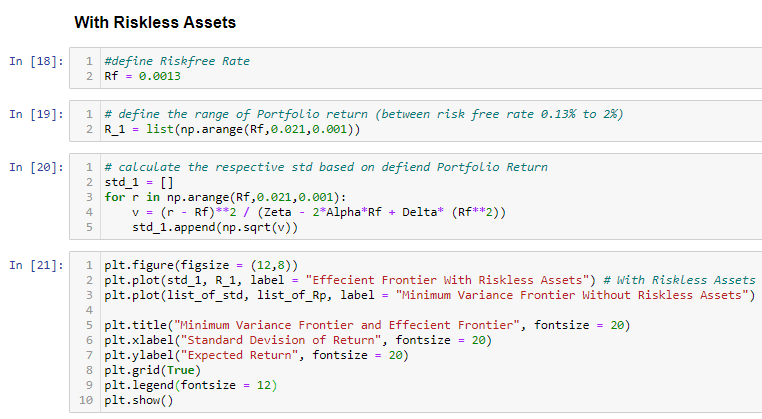 With Riskless Assets
In [18]:
1 #define Riskfree Rate
2 Rf = 0.0013
In [19]:
1 # define the range of Portfolio return (between risk free rate 0.13% to 2%)
2 R_1 = list(np.arange(Rf,0.021,0.001))
In [20]:
1 # calculate the respective std based on defiend Portfolio Return
2 std_1 = []
3 for r in np.arange(Rf,0.021,0.001):
4     v = (r - Rf)**2 / (Zeta - 2*Alpha*Rf + Delta* (Rf**2))
5     std_1.append(np.sqrt(v))
In [21]:
1 plt.figure(figsize = (12,8))
2 plt.plot(std_1, R_1, label = "Effecient Frontier With Riskless Assets") # With Riskless Assets
3 plt.plot(list_of_std, list_of_Rp, label = "Minimum Variance Frontier Without Riskless Assets")
4
5 plt.title("Minimum Variance Frontier and Effecient Frontier", fontsize = 20)
6 plt.xlabel("Standard Devision of Return", fontsize = 20)
7 plt.ylabel("Expected Return", fontsize = 20)
8 plt.grid(True)
9 plt.legend(fontsize = 12)
10 plt.show()